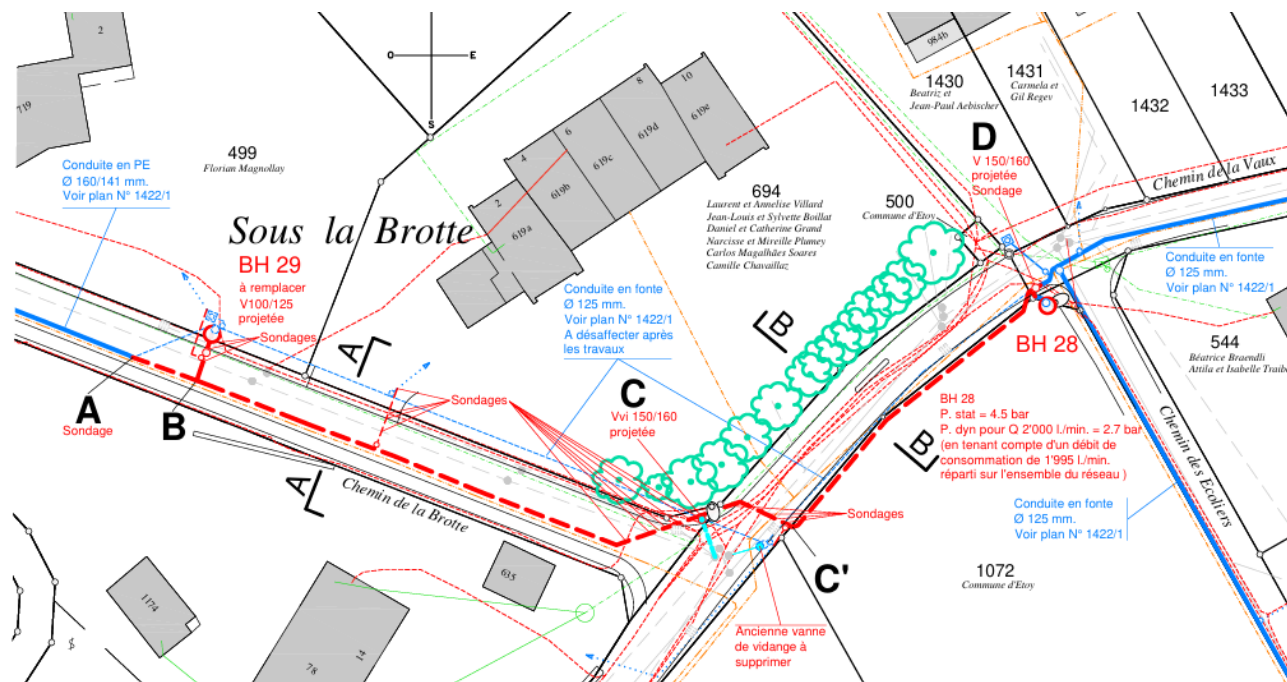 2
719
O
E
S
499
Florian Magnollay
Conduite en PE
Ø 160/141 mm.
Voir plan N° 1422/1
Sous la Brotte
BH 29
à remplacer
V100/125
projetée
Sondages
A
Sondage
B
A
A
Chemin de la Brotte
2
4
6
8
10
619a
619b
619c
619d
619e
Conduite en fonte
Ø 125 mm.
Voir plan N° 1422/1
A désaffecter après
les travaux
Sondages
C
Vvi 150/160
projetée
B
B
694
Laurent et Annelise Villard
Jean-Louis et Sylvette Boillat
Daniel et Catherine Grand
Narcisse et Mireille Plumey
Carlos Magalhães Soares
Camille Chavaillaz
500
Commune d'Etoy
984b
1430
Beatriz et
Jean-Paul Aebischer
1431
Carmela et
Gil Regev
1432
1433
D
V 150/160
projetée
Sondage
Chemin de la Vaux
Conduite en fonte
Ø 125 mm.
Voir plan N° 1422/1
BH 28
544
Béatrice Braendli
Attila et Isabelle Traibe
BH 28
P. stat = 4.5 bar
P. dyn pour Q 2'000 l./min. = 2.7 bar
(en tenant compte d'un débit de
consommation de 1'995 l./min.
réparti sur l'ensemble du réseau )
Chemin des Ecoliers
Conduite en fonte
Ø 125 mm.
Voir plan N° 1422/1
Sondages
C'
1072
Commune d'Etoy
Ancienne vanne
de vidange à
supprimer
635
1174
78
14